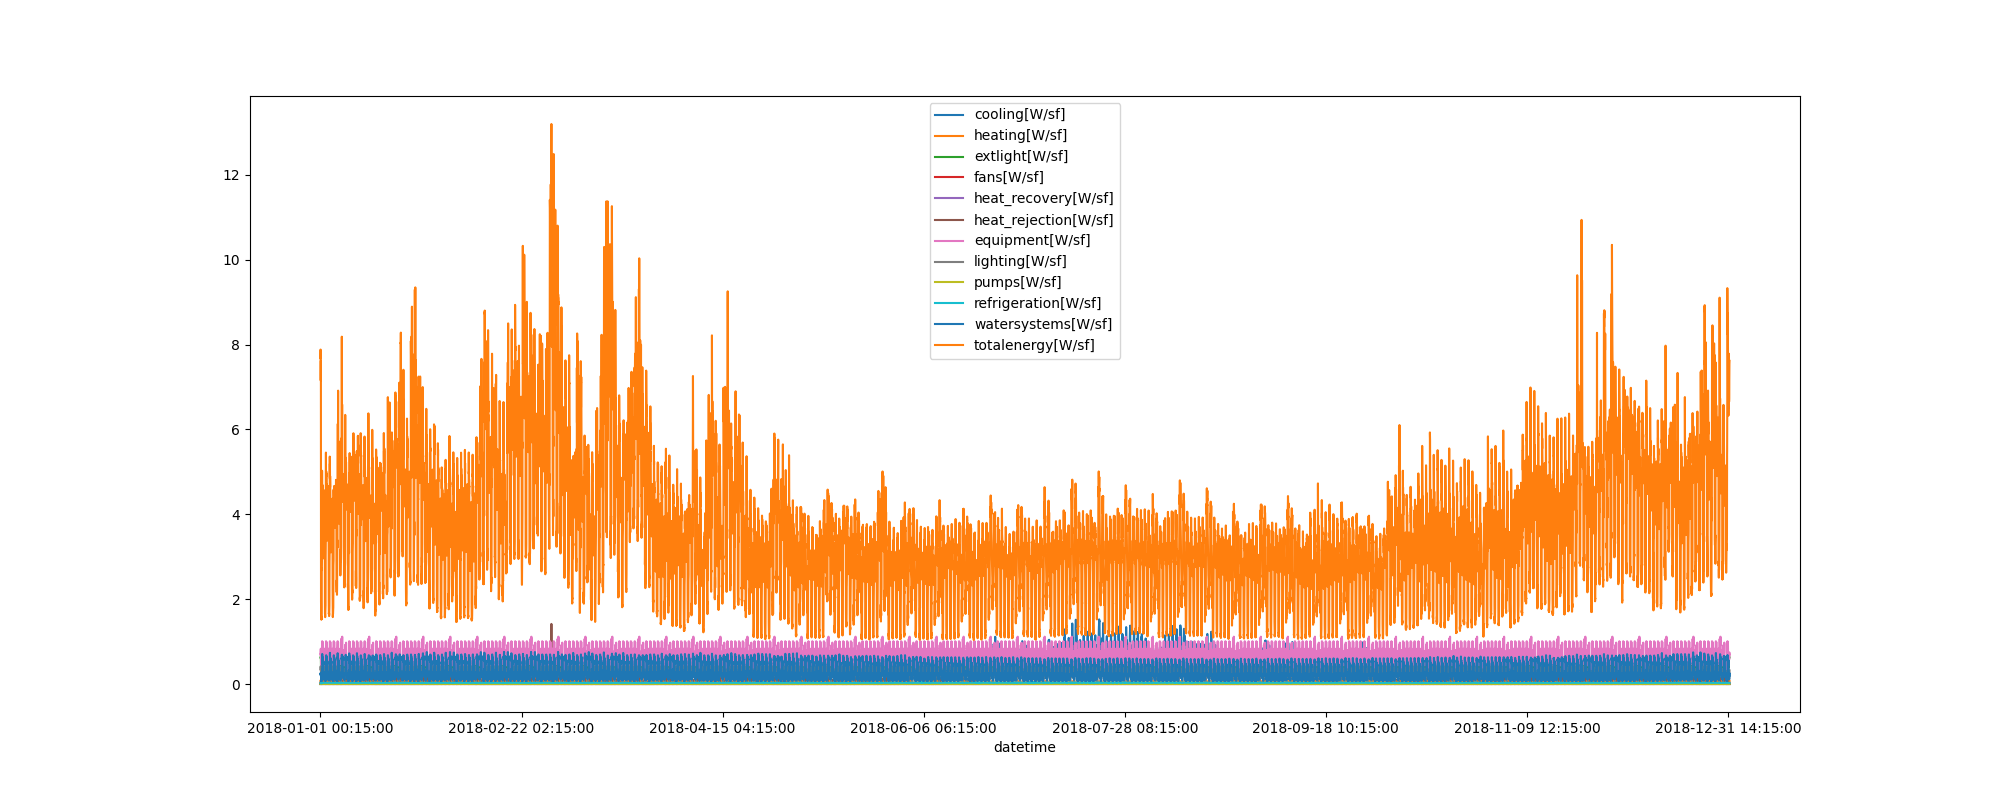 cooling[W/sf]
heating[W/sf]
extlight[W/sf]
fans[W/sf]
heat_recovery[W/sf]
heat_rejection[W/sf]
equipment[W/sf]
lighting[W/sf]
pumps[W/sf]
refrigeration[W/sf]
watersystems[W/sf]
totalenergy[W/sf]
12
10
8
6
4
2
0
2018-01-01 00:15:00 2018-02-22 02:15:00 2018-04-15 04:15:00 2018-06-06 06:15:00 2018-07-28 08:15:00 2018-09-18 10:15:00 2018-11-09 12:15:00 2018-12-31 14:15:00
datetime